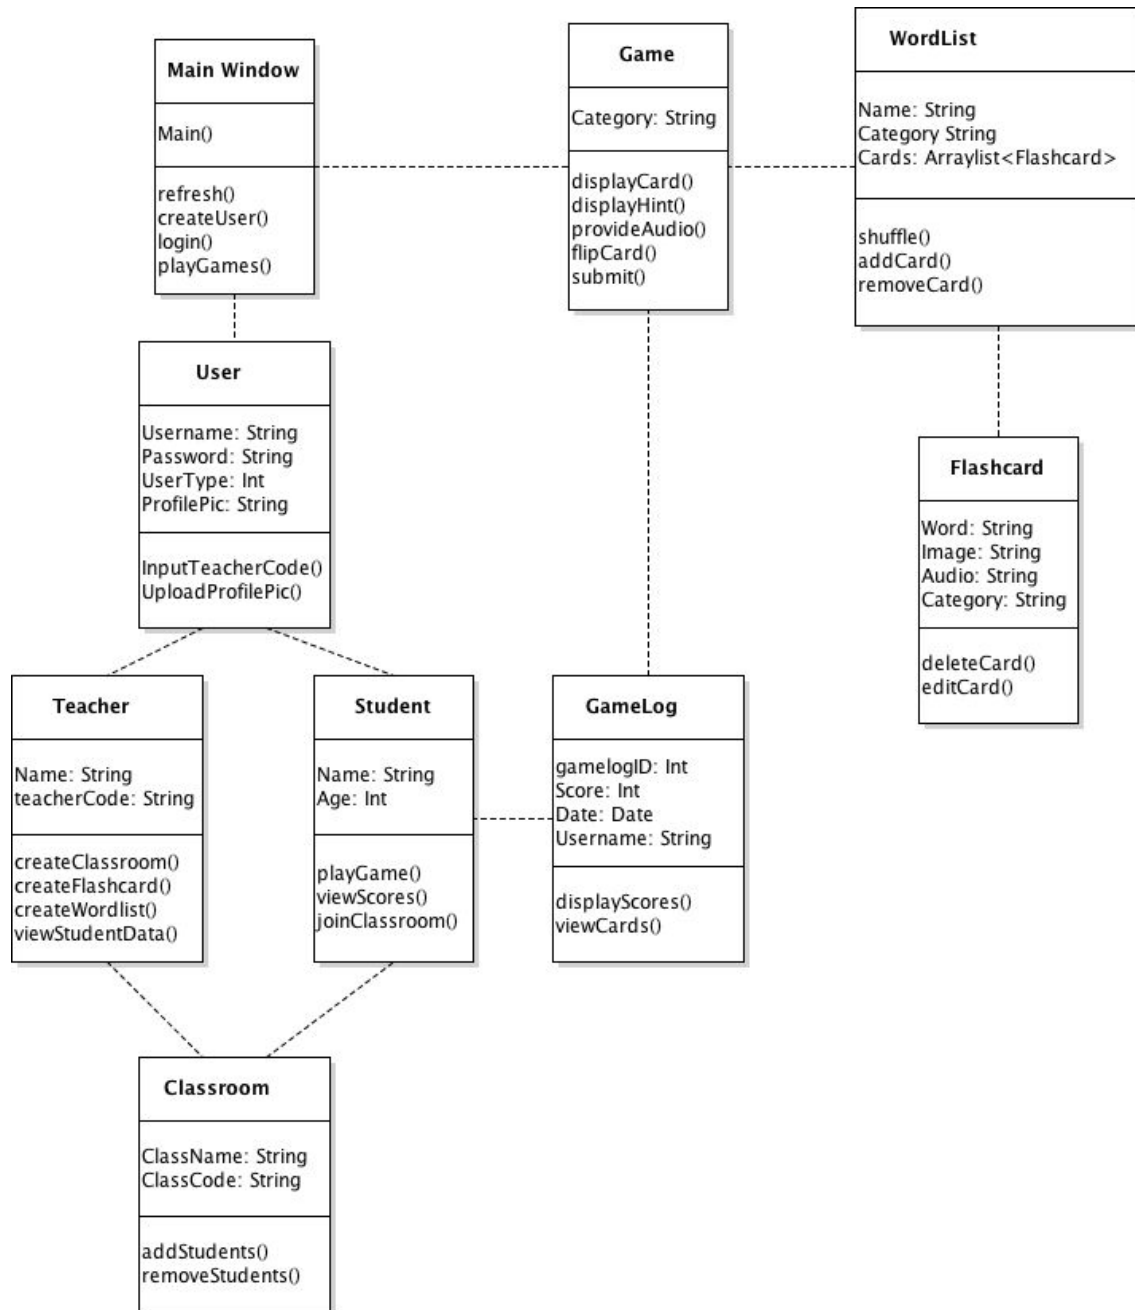 Main Window
Main()
refresh()
createUser()
login()
playGames()
Game
Category: String
displayCard()
displayHint()
provideAudio()
flipCard()
submit()
WordList
Name: String
Category String
Cards: Arraylist<Flashcard>
shuffle()
addCard()
removeCard()
User
Username: String
Password: String
UserType: Int
ProfilePic: String
InputTeacherCode()
UploadProfilePic()
Flashcard
Word: String
Image: String
Audio: String
Category: String
deleteCard()
editCard()
Teacher
Name: String
teacherCode: String
createClassroom()
createFlashcard()
createWordlist()
viewStudentData()
Student
Name: String
Age: Int
playGame()
viewScores()
joinClassroom()
GameLog
gamelogID: Int
Score: Int
Date: Date
Username: String
displayScores()
viewCards()
Classroom
ClassName: String
ClassCode: String
addStudents()
removeStudents()